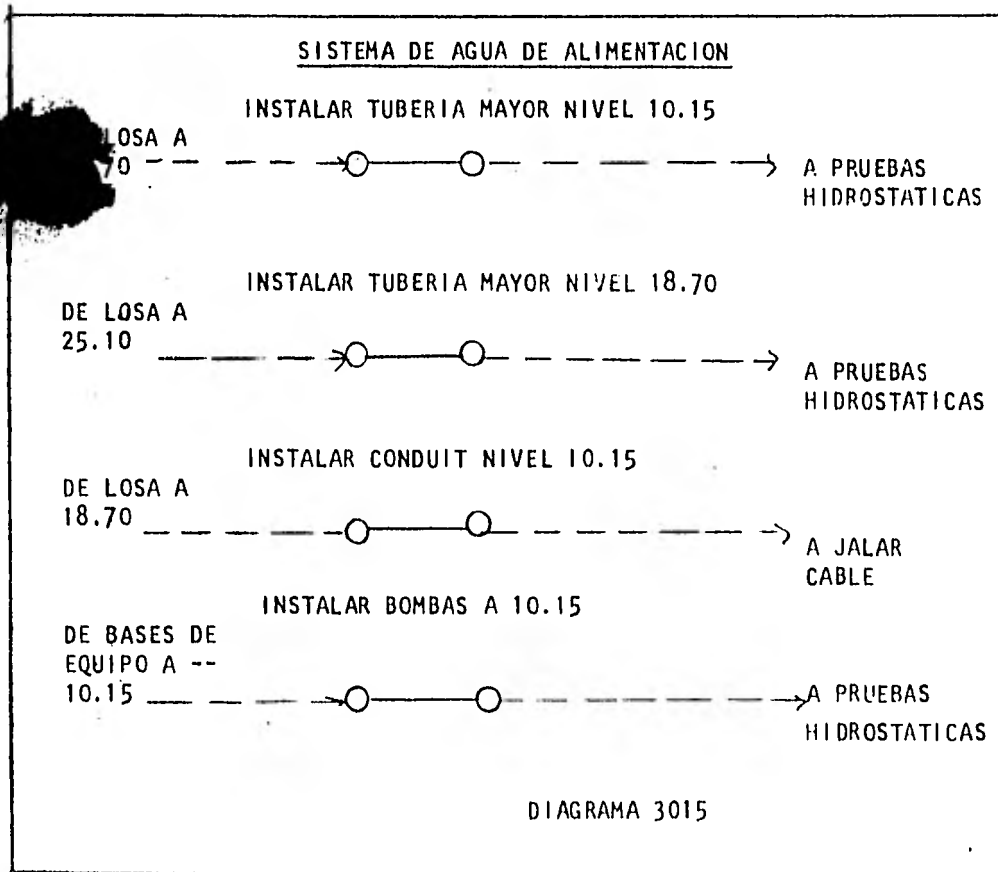 SISTEMA DE AGUA DE ALIMENTACION
INSTALAR TUBERIA MAYOR NIVEL 10.15
LOSA A
70
A PRUEBAS
HIDROSTATICAS
INSTALAR TUBERIA MAYOR NIVEL 18.70
DE LOSA A
25.10
A PRUEBAS
HIDROSTATICAS
INSTALAR CONDUIT NIVEL 10.15
DE LOSA A
18.70
A JALAR
CABLE
INSTALAR BOMBAS A 10.15
DE BASES DE
EQUIPO A --
10.15
A PRUEBAS
HIDROSTATICAS
DIAGRAMA 3015